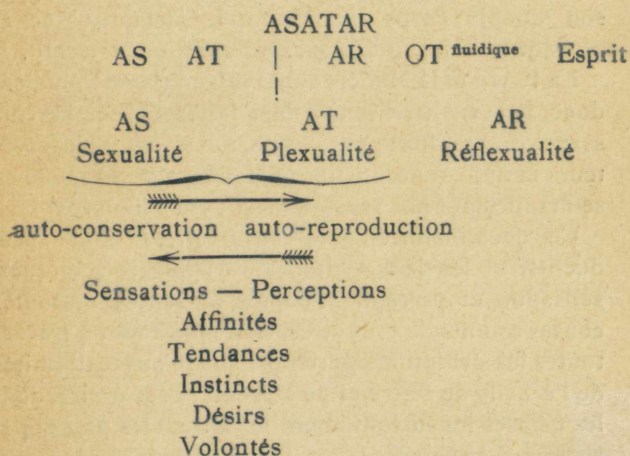 ASATAR
AS AT | AR OT fluidique Esprit
AS AT AR
Sexualité Plexualité Réflexualité
auto-conservation auto-reproduction
Sensations — Perceptions
Affinités
Tendances
Instincts
Désirs
Volontés